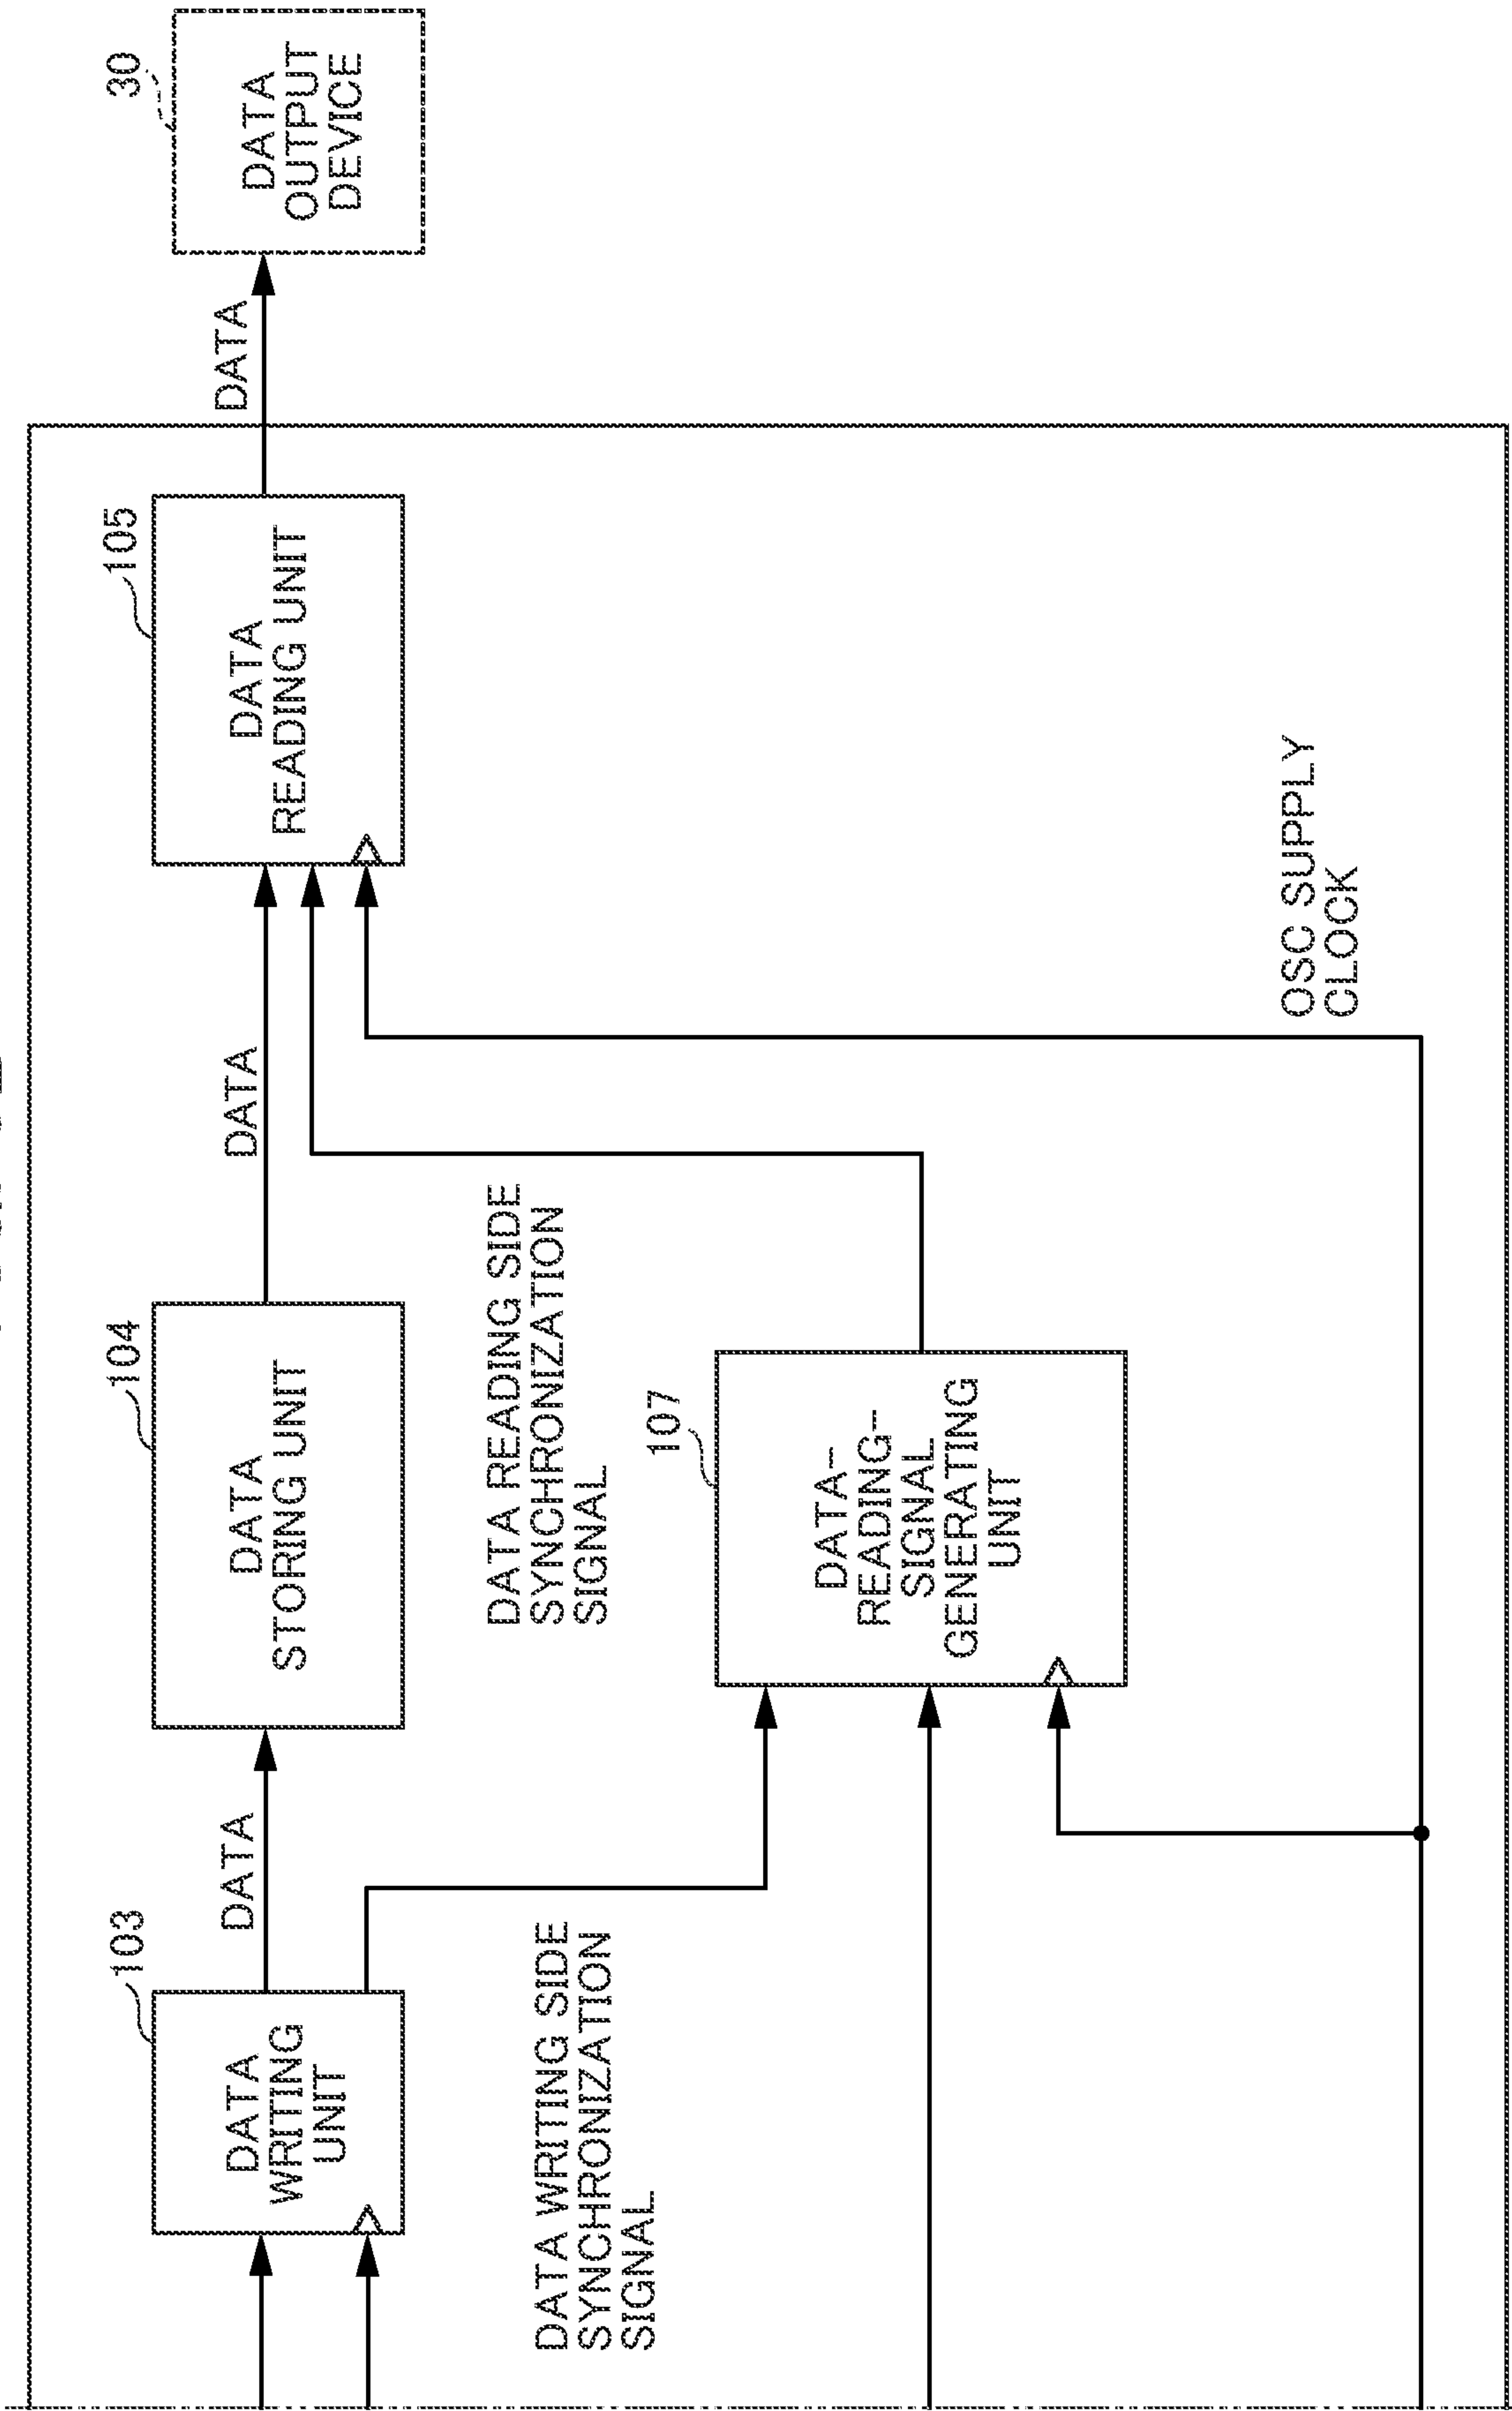 103
DATA
WRITING
UNIT
DATA
104
DATA
STORING UNIT
DATA
105
DATA
READING UNIT
DATA
30
DATA
OUTPUT
DEVICE
DATA WRITING SIDE
SYNCHRONIZATION
SIGNAL
DATA READING SIDE
SYNCHRONIZATION
SIGNAL
107
DATA-
READING-
SIGNAL
GENERATING
UNIT
OSC SUPPLY
CLOCK